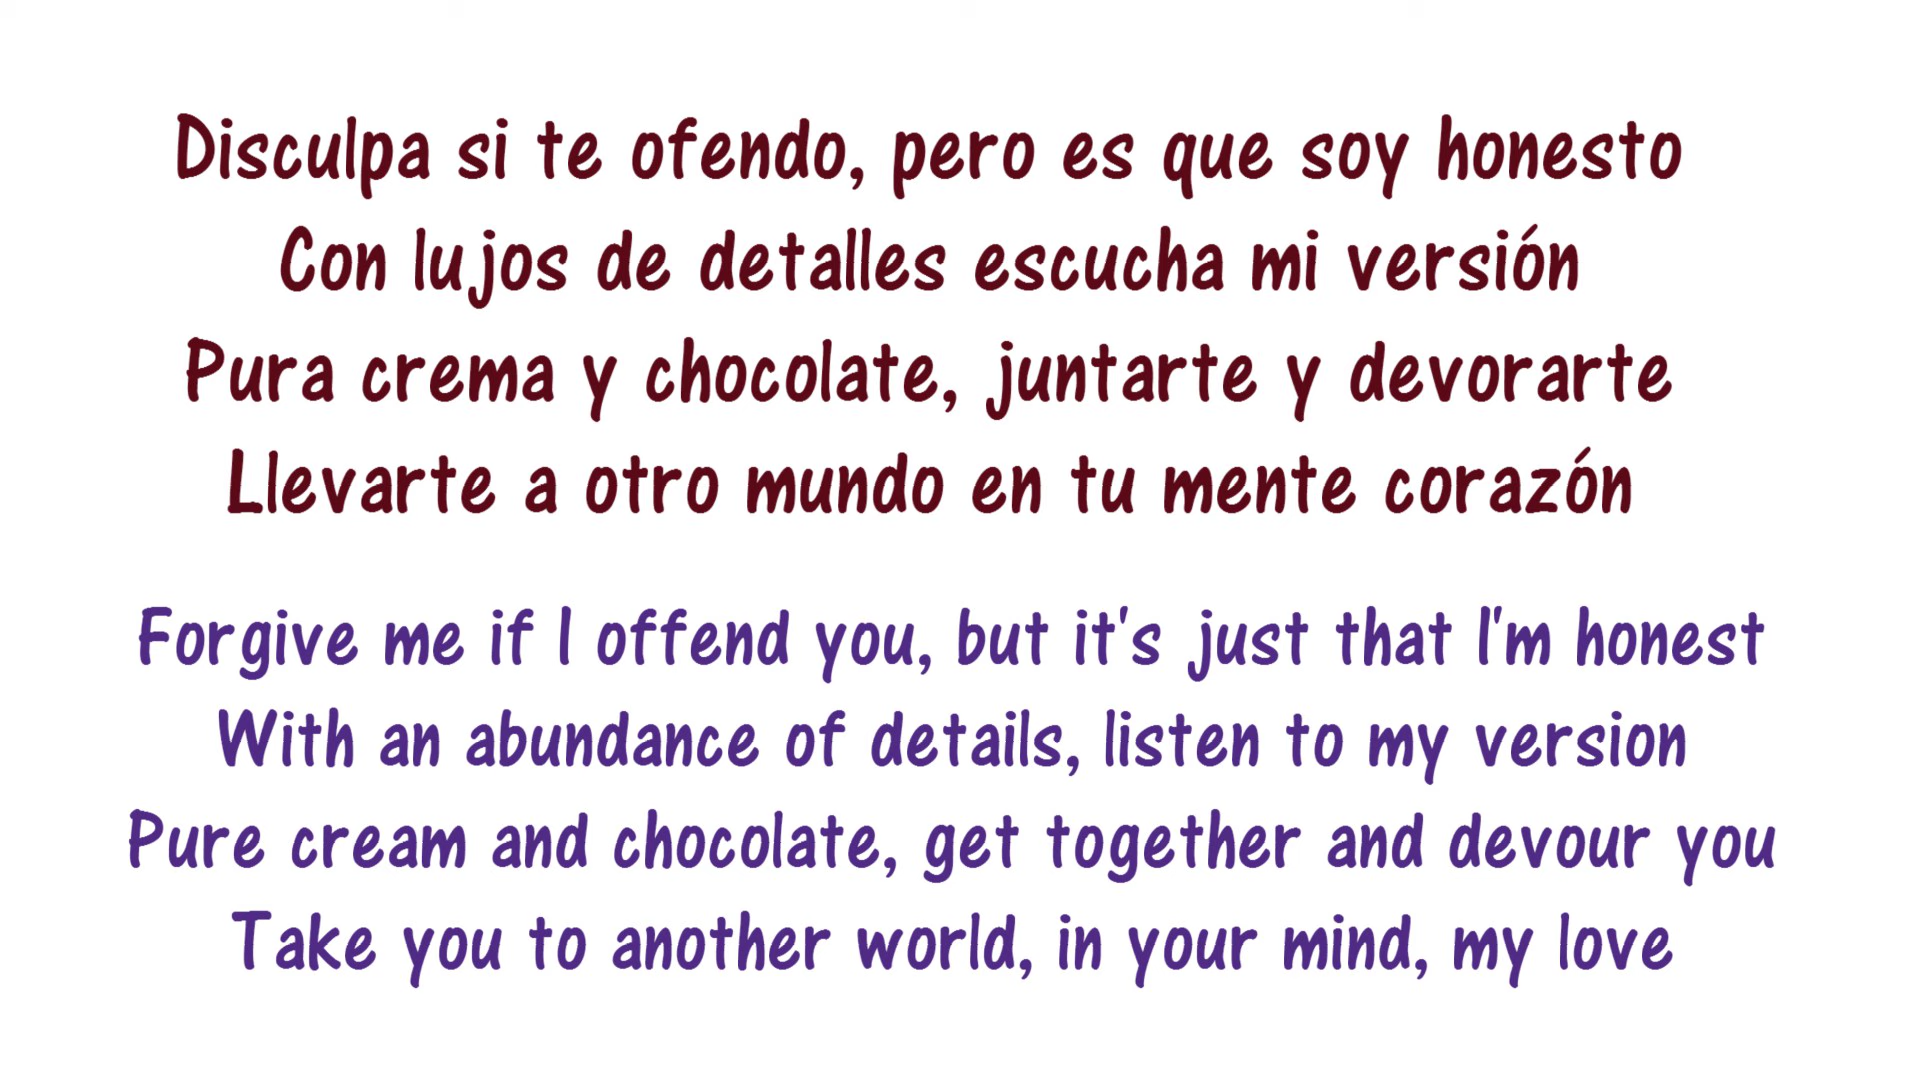 Disculpa si te ofendo, pero es que soy honesto
Con lujos de detalles escucha mi versión
Pura crema y chocolate, juntarte y devorarte
Llevarte a otro mundo en tu mente corazón
Forgive me if I offend you, but it's just that I'm honest
With an abundance of details, listen to my version
Pure cream and chocolate, get together and devour you
Take you to another world, in your mind, my love